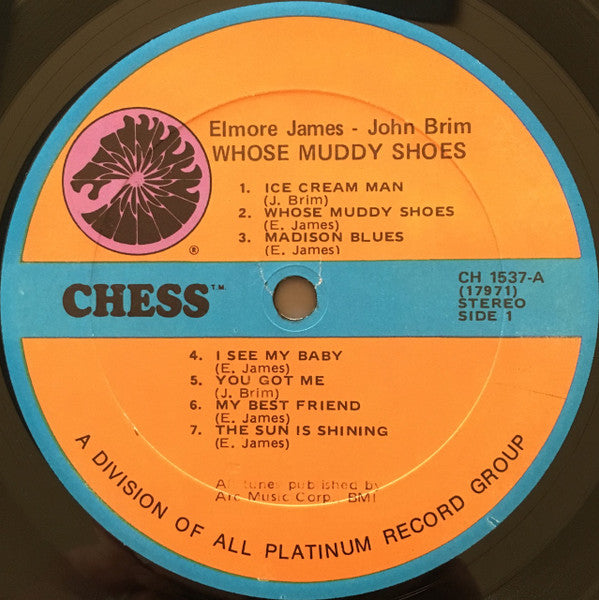 Elmore James - John Brim
WHOSE MUDDY SHOES
1. ICE CREAM MAN
(J. Brim)
2. WHOSE MUDDY SHOES
(E. James)
3. MADISON BLUES
(E. James)
®
CHESS T.M.
CH 1537-A
(17971)
STEREO
SIDE 1
4. I SEE MY BABY
(E. James)
5. YOU GOT ME
(J. Brim)
6. MY BEST FRIEND
(E. James)
7. THE SUN IS SHINING
(E. James)
All tunes published by
Arc Music Corp. BMI
A DIVISION OF ALL PLATINUM RECORD GROUP